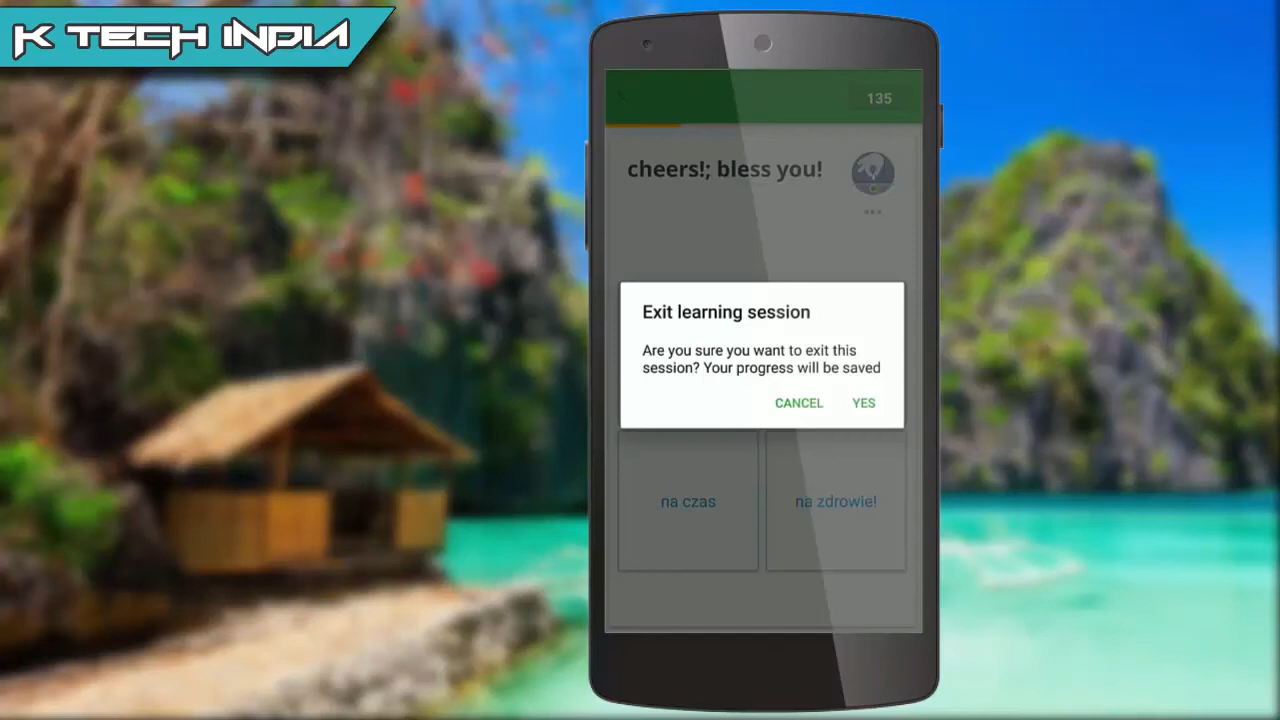 K TECH INDIA
135
cheers!; bless you!
Exit learning session
Are you sure you want to exit this
session? Your progress will be saved
CANCEL YES
na czas na zdrowie!